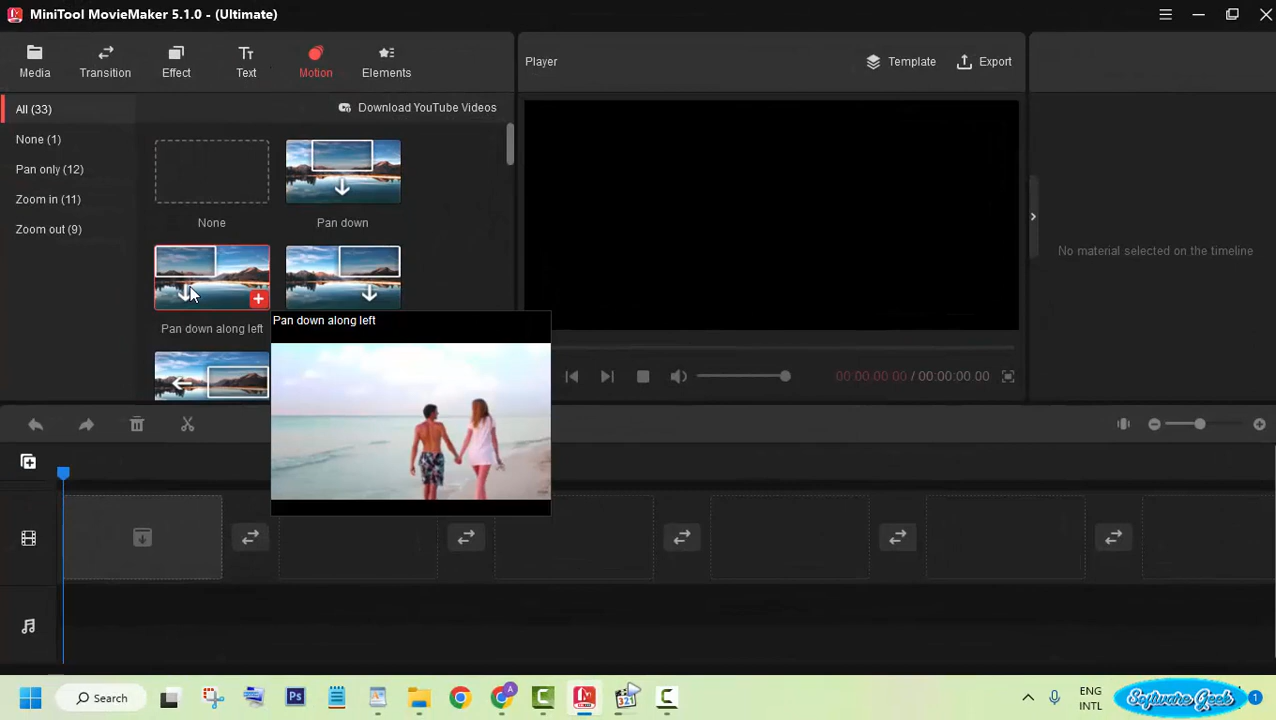 MiniTool MovieMaker 5.1.0 - (Ultimate)
Media
Transition
Effect
Text
Motion
Elements
Player
Template
Export
All (33)
Download YouTube Videos
None (1)
Pan only (12)
Zoom in (11)
Zoom out (9)
None
Pan down
Pan down along left
Pan down along left
No material selected on the timeline
00:00.00.00 / 00:00:00.00
Search
Ps
321
A
C
C
ENG
INTL
Software Geek
1